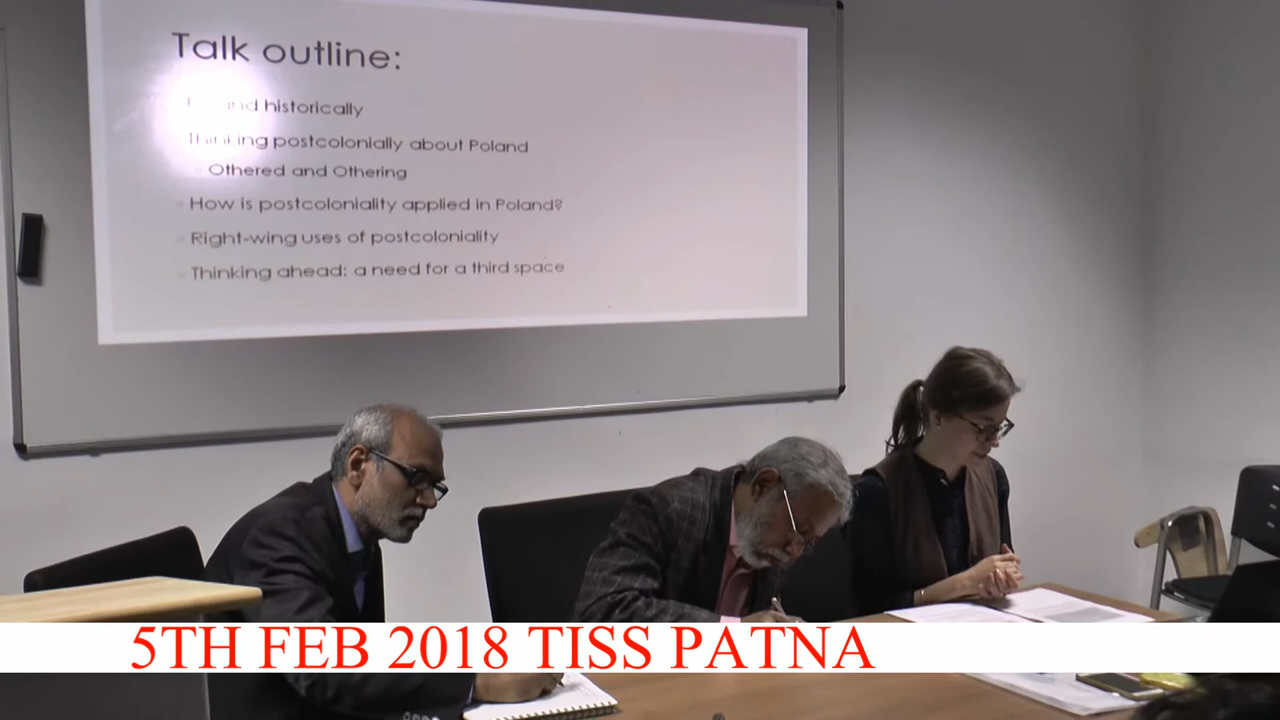 Talk outline:
historically
Thinking postcolonially about Poland
Othered and Othering
How is postcoloniality applied in Poland?
Right-wing uses of postcoloniality
Thinking ahead: a need for a third space
5TH FEB 2018 TISS PATNA